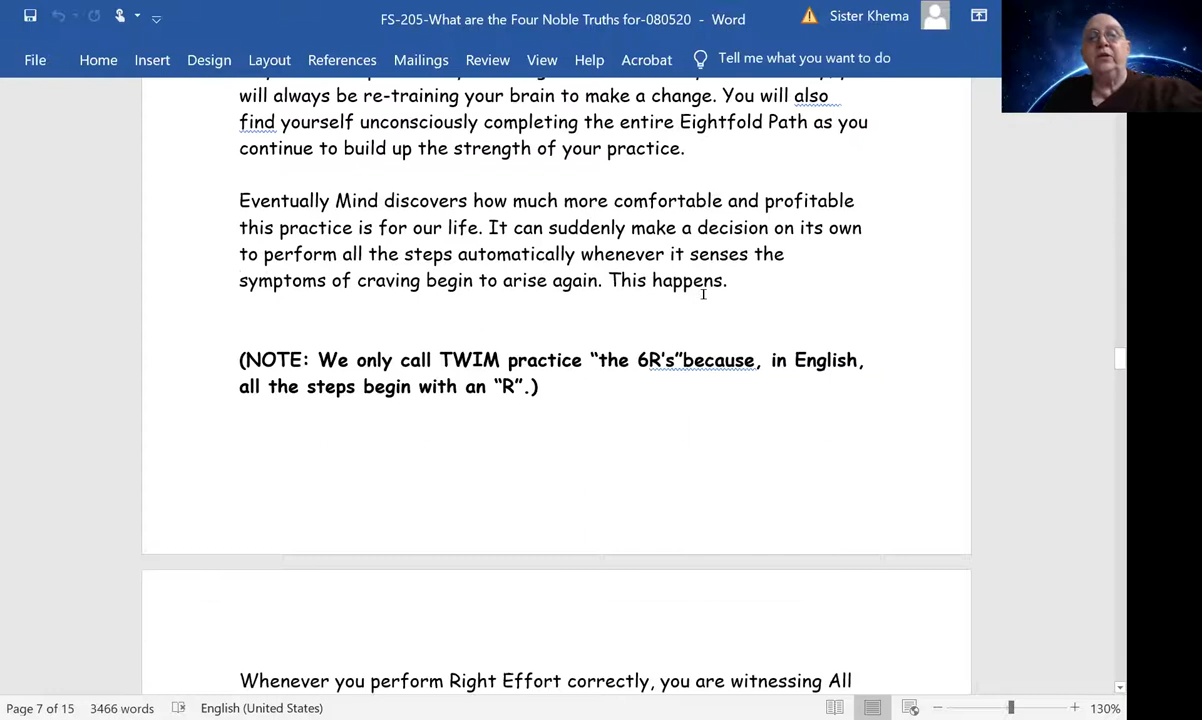 FS-205-What are the Four Noble Truths for-080520 - Word
Sister Khema
File Home Insert Design Layout References Mailings Review View Help Acrobat Tell me what you want to do
will always be re-training your brain to make a change. You will also
find yourself unconsciously completing the entire Eightfold Path as you
continue to build up the strength of your practice.
Eventually Mind discovers how much more comfortable and profitable
this practice is for our life. It can suddenly make a decision on its own
to perform all the steps automatically whenever it senses the
symptoms of craving begin to arise again. This happens.
(NOTE: We only call TWIM practice “the 6R’s”because, in English,
all the steps begin with an “R”.)
Whenever you perform Right Effort correctly, you are witnessing All
Page 7 of 15 3466 words English (United States) 130%